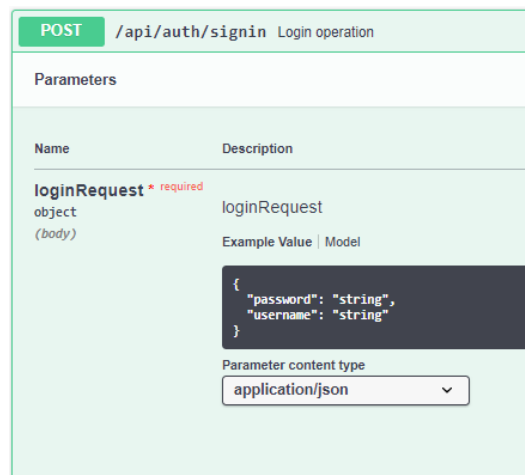 POST /api/auth/signin Login operation
Parameters
Name Description
loginRequest * required
object
(body)
loginRequest
Example Value | Model
{
"password": "string",
"username": "string"
}
Parameter content type
application/json